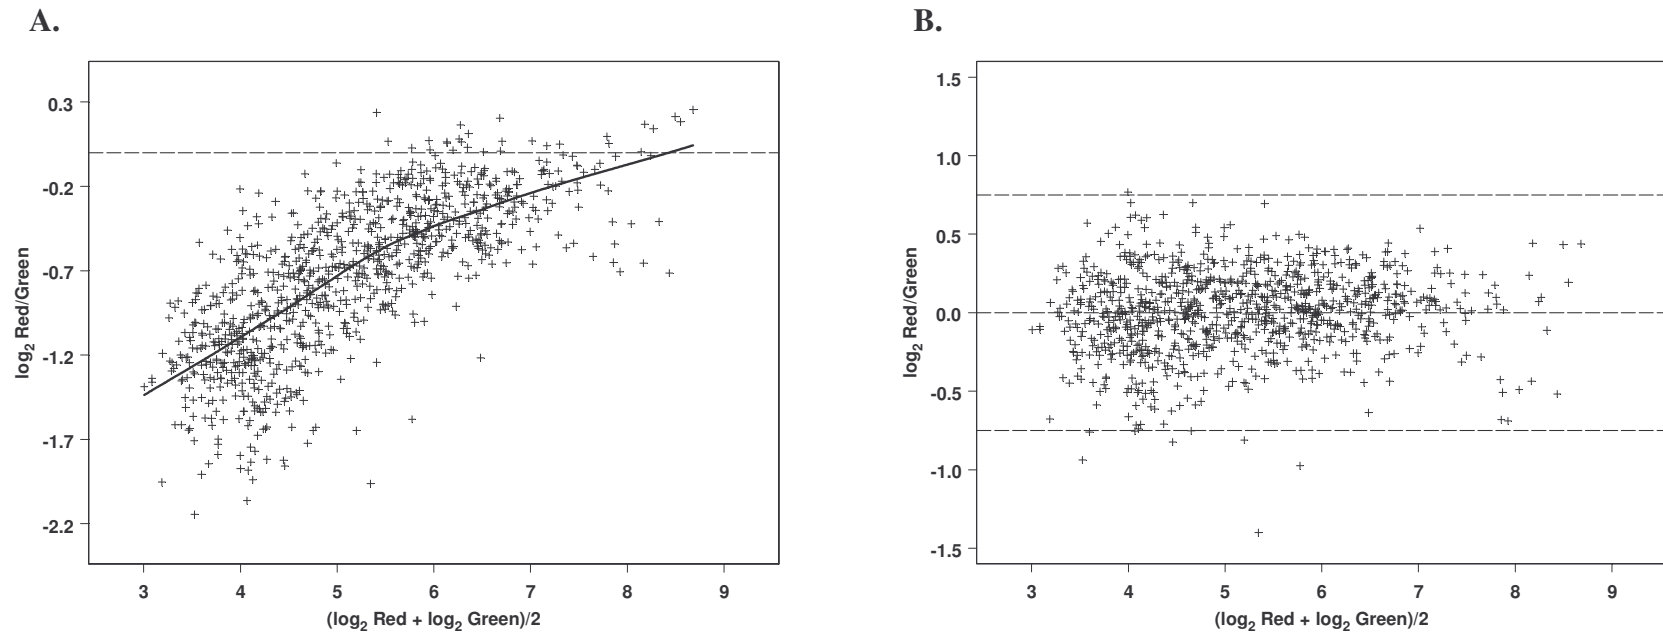 A.
0.3
-0.2
-0.7
-1.2
-1.7
-2.2
log₂ Red/Green
3 4 5 6 7 8 9
(log₂ Red + log₂ Green)/2
B.
1.5
1.0
0.5
0.0
-0.5
-1.0
-1.5
log₂ Red/Green
3 4 5 6 7 8 9
(log₂ Red + log₂ Green)/2